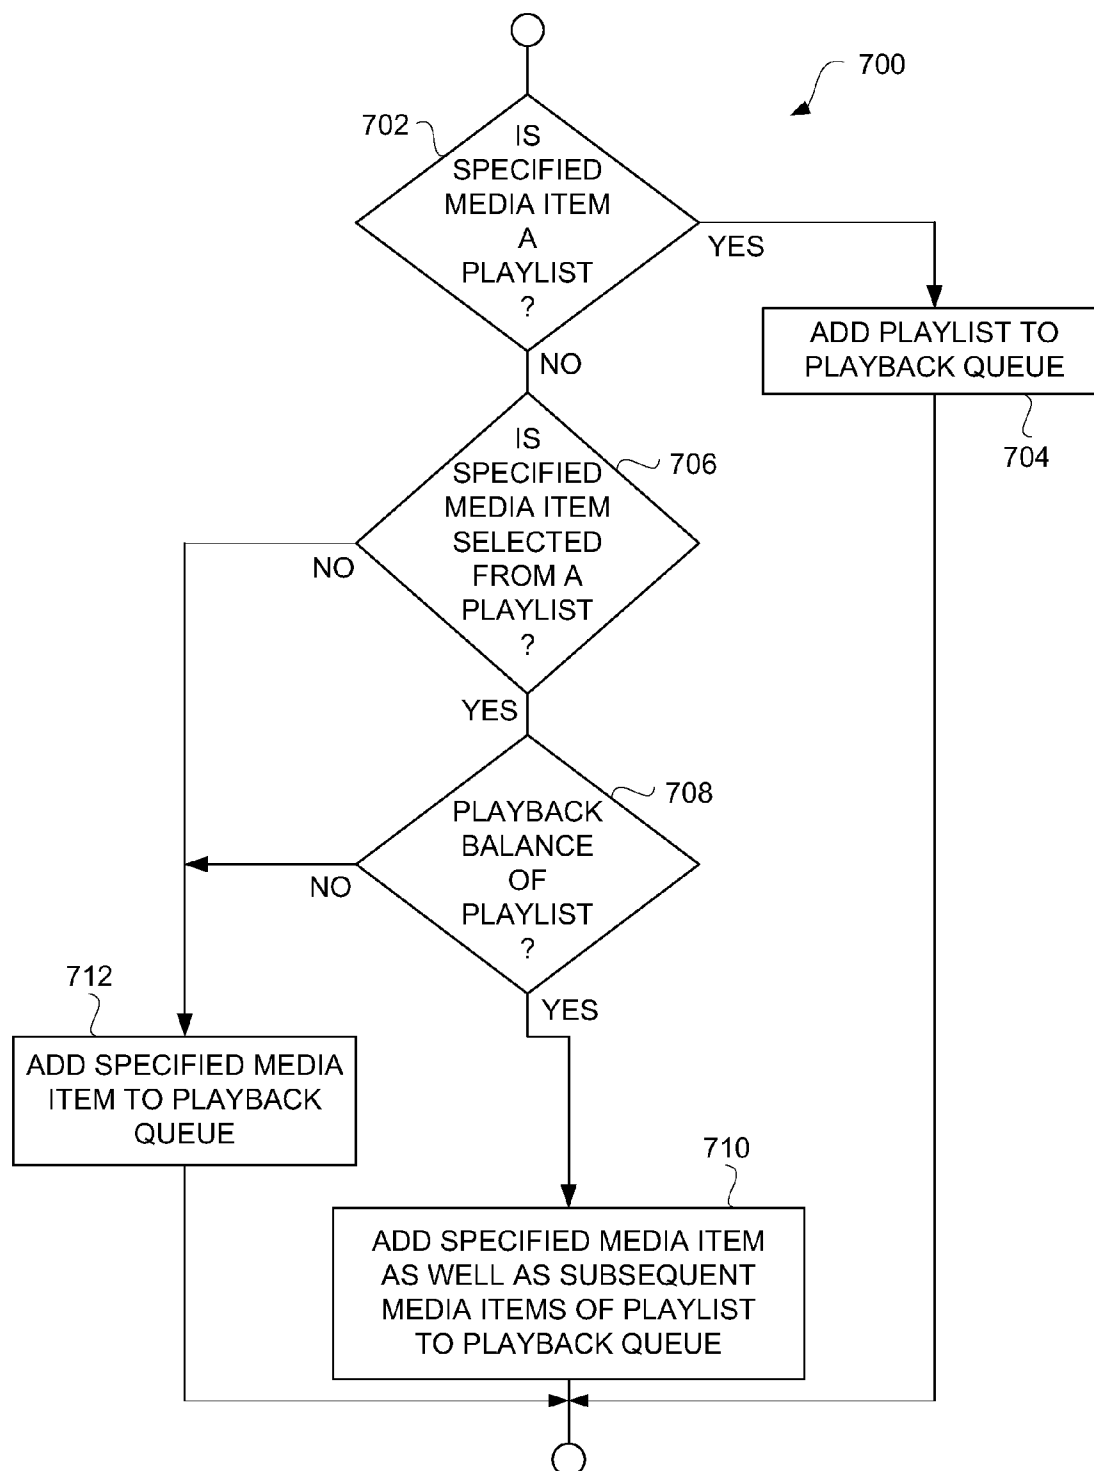 700
702
IS
SPECIFIED
MEDIA ITEM
A
PLAYLIST
?
YES
NO
ADD PLAYLIST TO
PLAYBACK QUEUE
704
IS
SPECIFIED
MEDIA ITEM
SELECTED
FROM A
PLAYLIST
?
706
NO
YES
PLAYBACK
BALANCE
OF
PLAYLIST
?
708
NO
YES
712
ADD SPECIFIED MEDIA
ITEM TO PLAYBACK
QUEUE
710
ADD SPECIFIED MEDIA ITEM
AS WELL AS SUBSEQUENT
MEDIA ITEMS OF PLAYLIST
TO PLAYBACK QUEUE